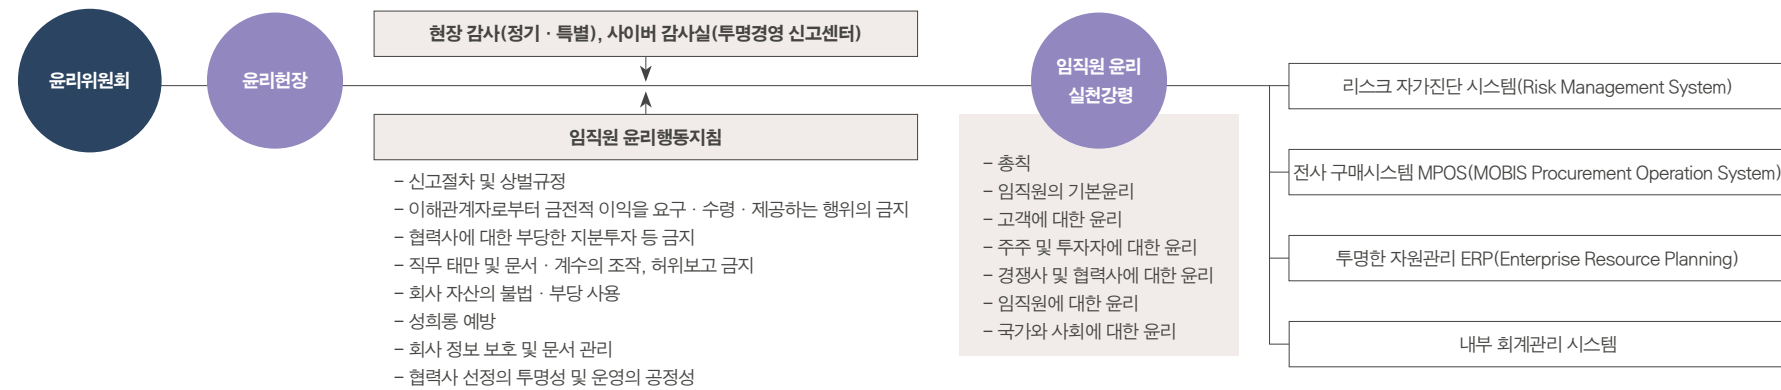 윤리위원회
윤리헌장
현장 감사(정기 · 특별), 사이버 감사실(투명경영 신고센터)
임직원 윤리행동지침
– 신고절차 및 상벌규정
– 이해관계자로부터 금전적 이익을 요구 · 수령 · 제공하는 행위의 금지
– 협력사에 대한 부당한 지분투자 등 금지
– 직무 태만 및 문서 · 계수의 조작, 허위보고 금지
– 회사 자산의 불법 · 부당 사용
– 성희롱 예방
– 회사 정보 보호 및 문서 관리
– 협력사 선정의 투명성 및 운영의 공정성
임직원 윤리
실천강령
– 총칙
– 임직원의 기본윤리
– 고객에 대한 윤리
– 주주 및 투자자에 대한 윤리
– 경쟁사 및 협력사에 대한 윤리
– 임직원에 대한 윤리
– 국가와 사회에 대한 윤리
리스크 자가진단 시스템(Risk Management System)
전사 구매시스템 MPOS(MOBIS Procurement Operation System)
투명한 자원관리 ERP(Enterprise Resource Planning)
내부 회계관리 시스템